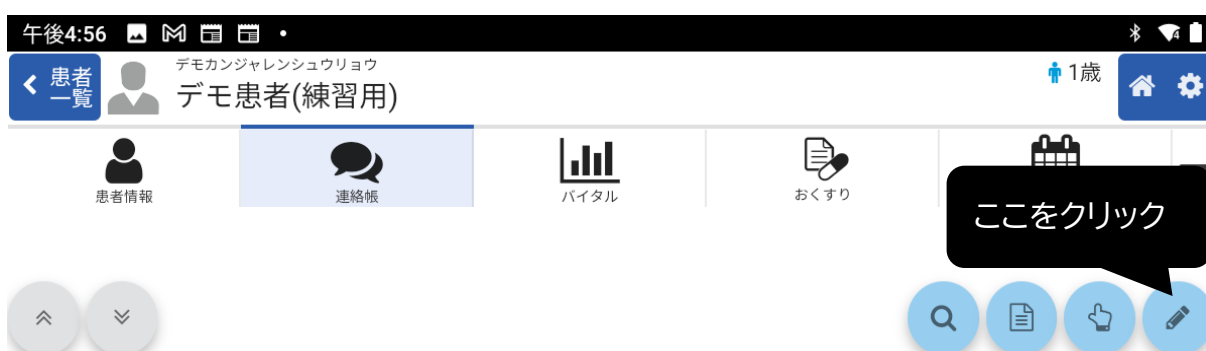 午後4:56
患者一覧
デモカンジャレンシュウリョウ
デモ患者(練習用)
1歳
患者情報
連絡帳
バイタル
おくすり
ここをクリック